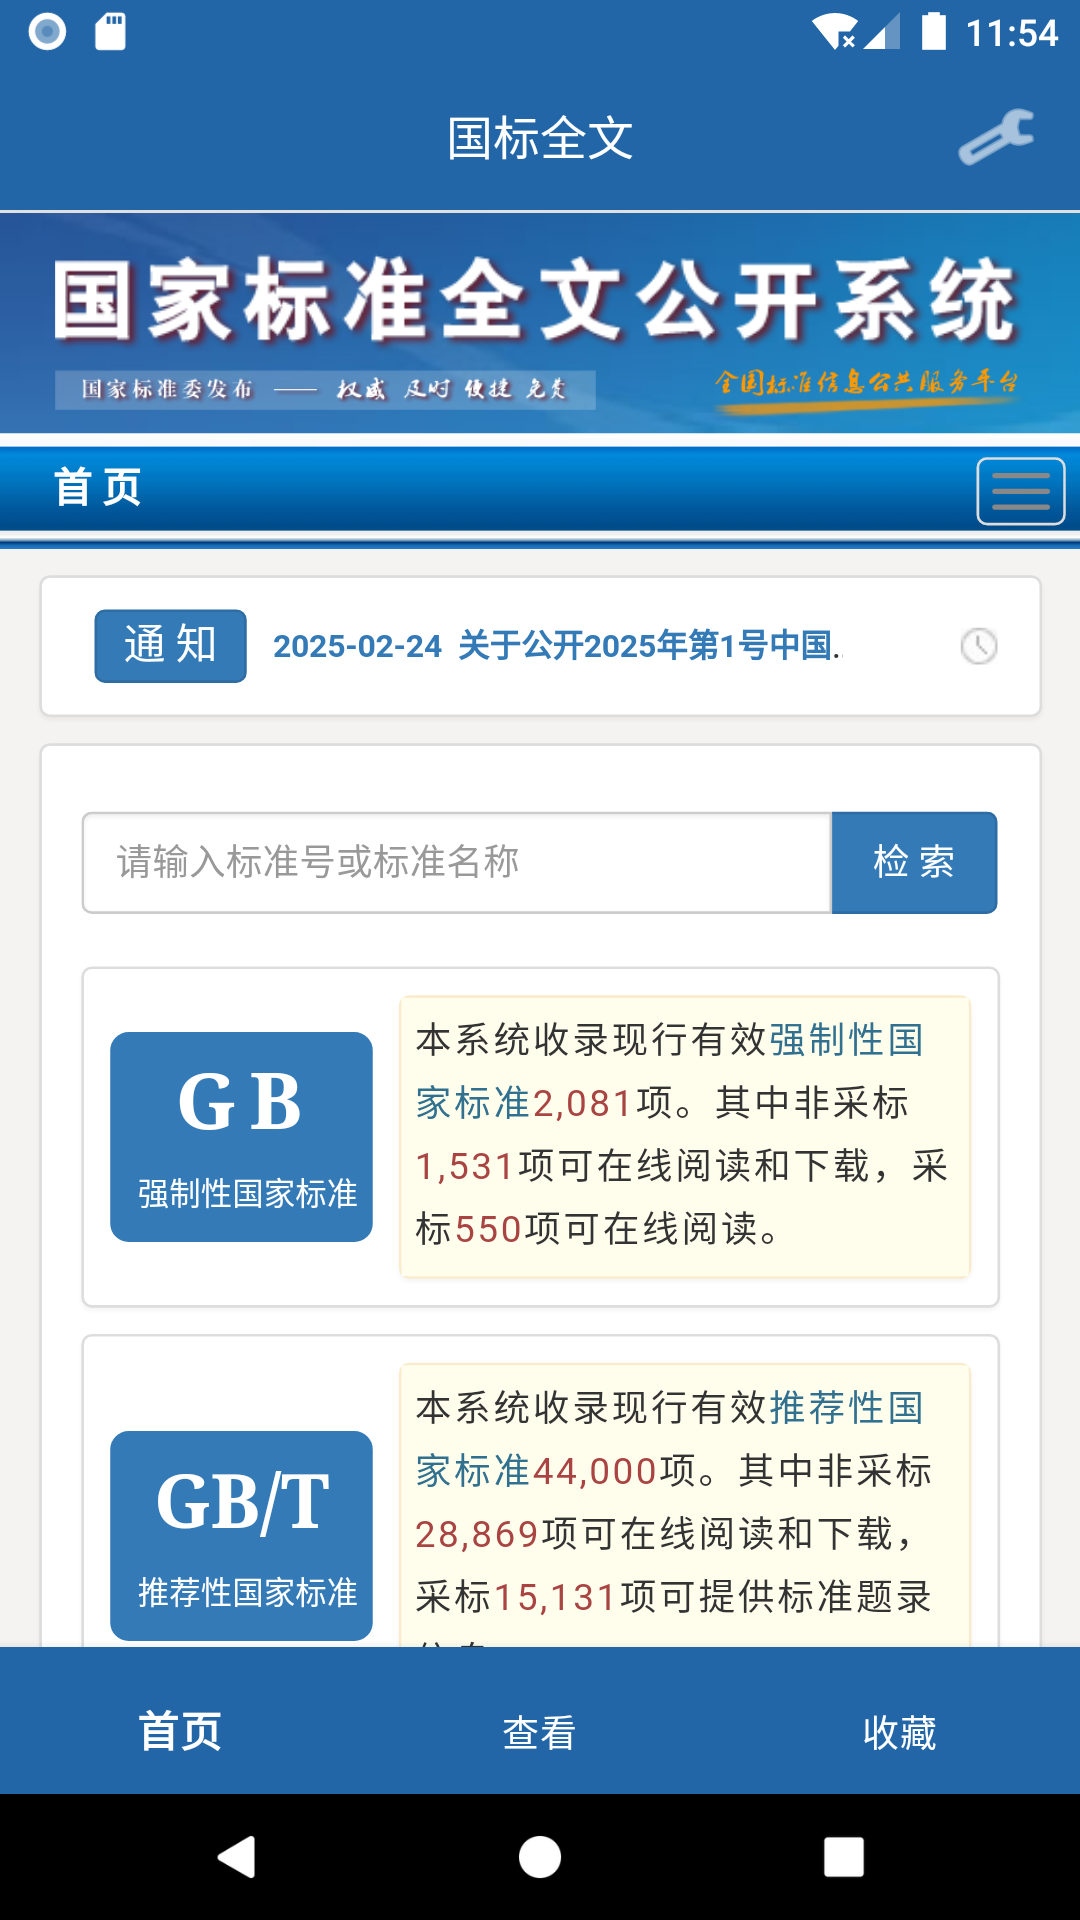 11:54
国标全文
国家标准全文公开系统
国家标准委发布 —— 权威 及时 便捷 免费
全国标准信息公共服务平台
首 页
通 知 2025-02-24 关于公开2025年第1号中国..
请输入标准号或标准名称 检 索
G B
强制性国家标准
本系统收录现行有效强制性国
家标准2,081项。其中非采标
1,531项可在线阅读和下载，采
标550项可在线阅读。
GB/T
推荐性国家标准
本系统收录现行有效推荐性国
家标准44,000项。其中非采标
28,869项可在线阅读和下载，
采标15,131项可提供标准题录
首页 查看 收藏